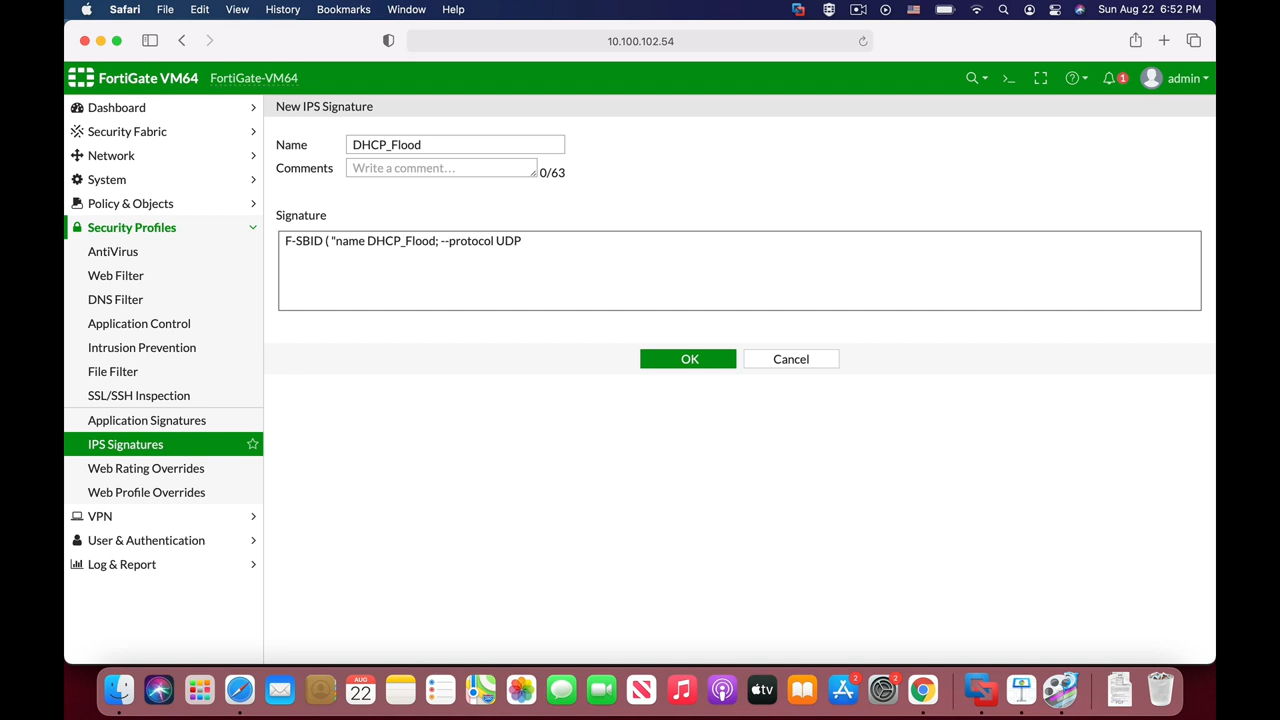 Safari File Edit View History Bookmarks Window Help Sun Aug 22 6:52 PM
10.100.102.54
FortiGate VM64 FortiGate-VM64 1 admin
Dashboard
Security Fabric
Network
System
Policy & Objects
Security Profiles
AntiVirus
Web Filter
DNS Filter
Application Control
Intrusion Prevention
File Filter
SSL/SSH Inspection
Application Signatures
IPS Signatures
Web Rating Overrides
Web Profile Overrides
VPN
User & Authentication
Log & Report
New IPS Signature
Name DHCP_Flood
Comments Write a comment... 0/63
Signature
F-SBID ( "name DHCP_Flood; --protocol UDP
OK Cancel
AUG
22
tv
2
2